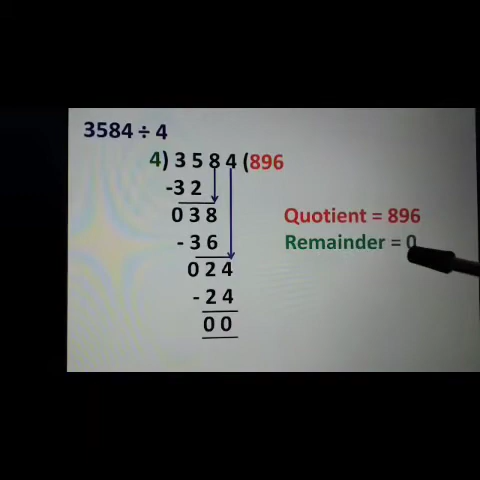 3584 ÷ 4
4) 3 5 8 4 (896
-3 2
0 3 8
- 3 6
0 2 4
- 2 4
0 0
Quotient = 896
Remainder = 0